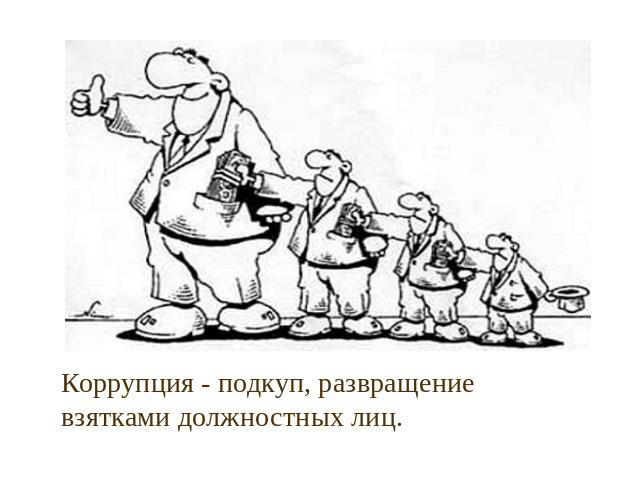 Коррупция - подкуп, развращение
взятками должностных лиц.